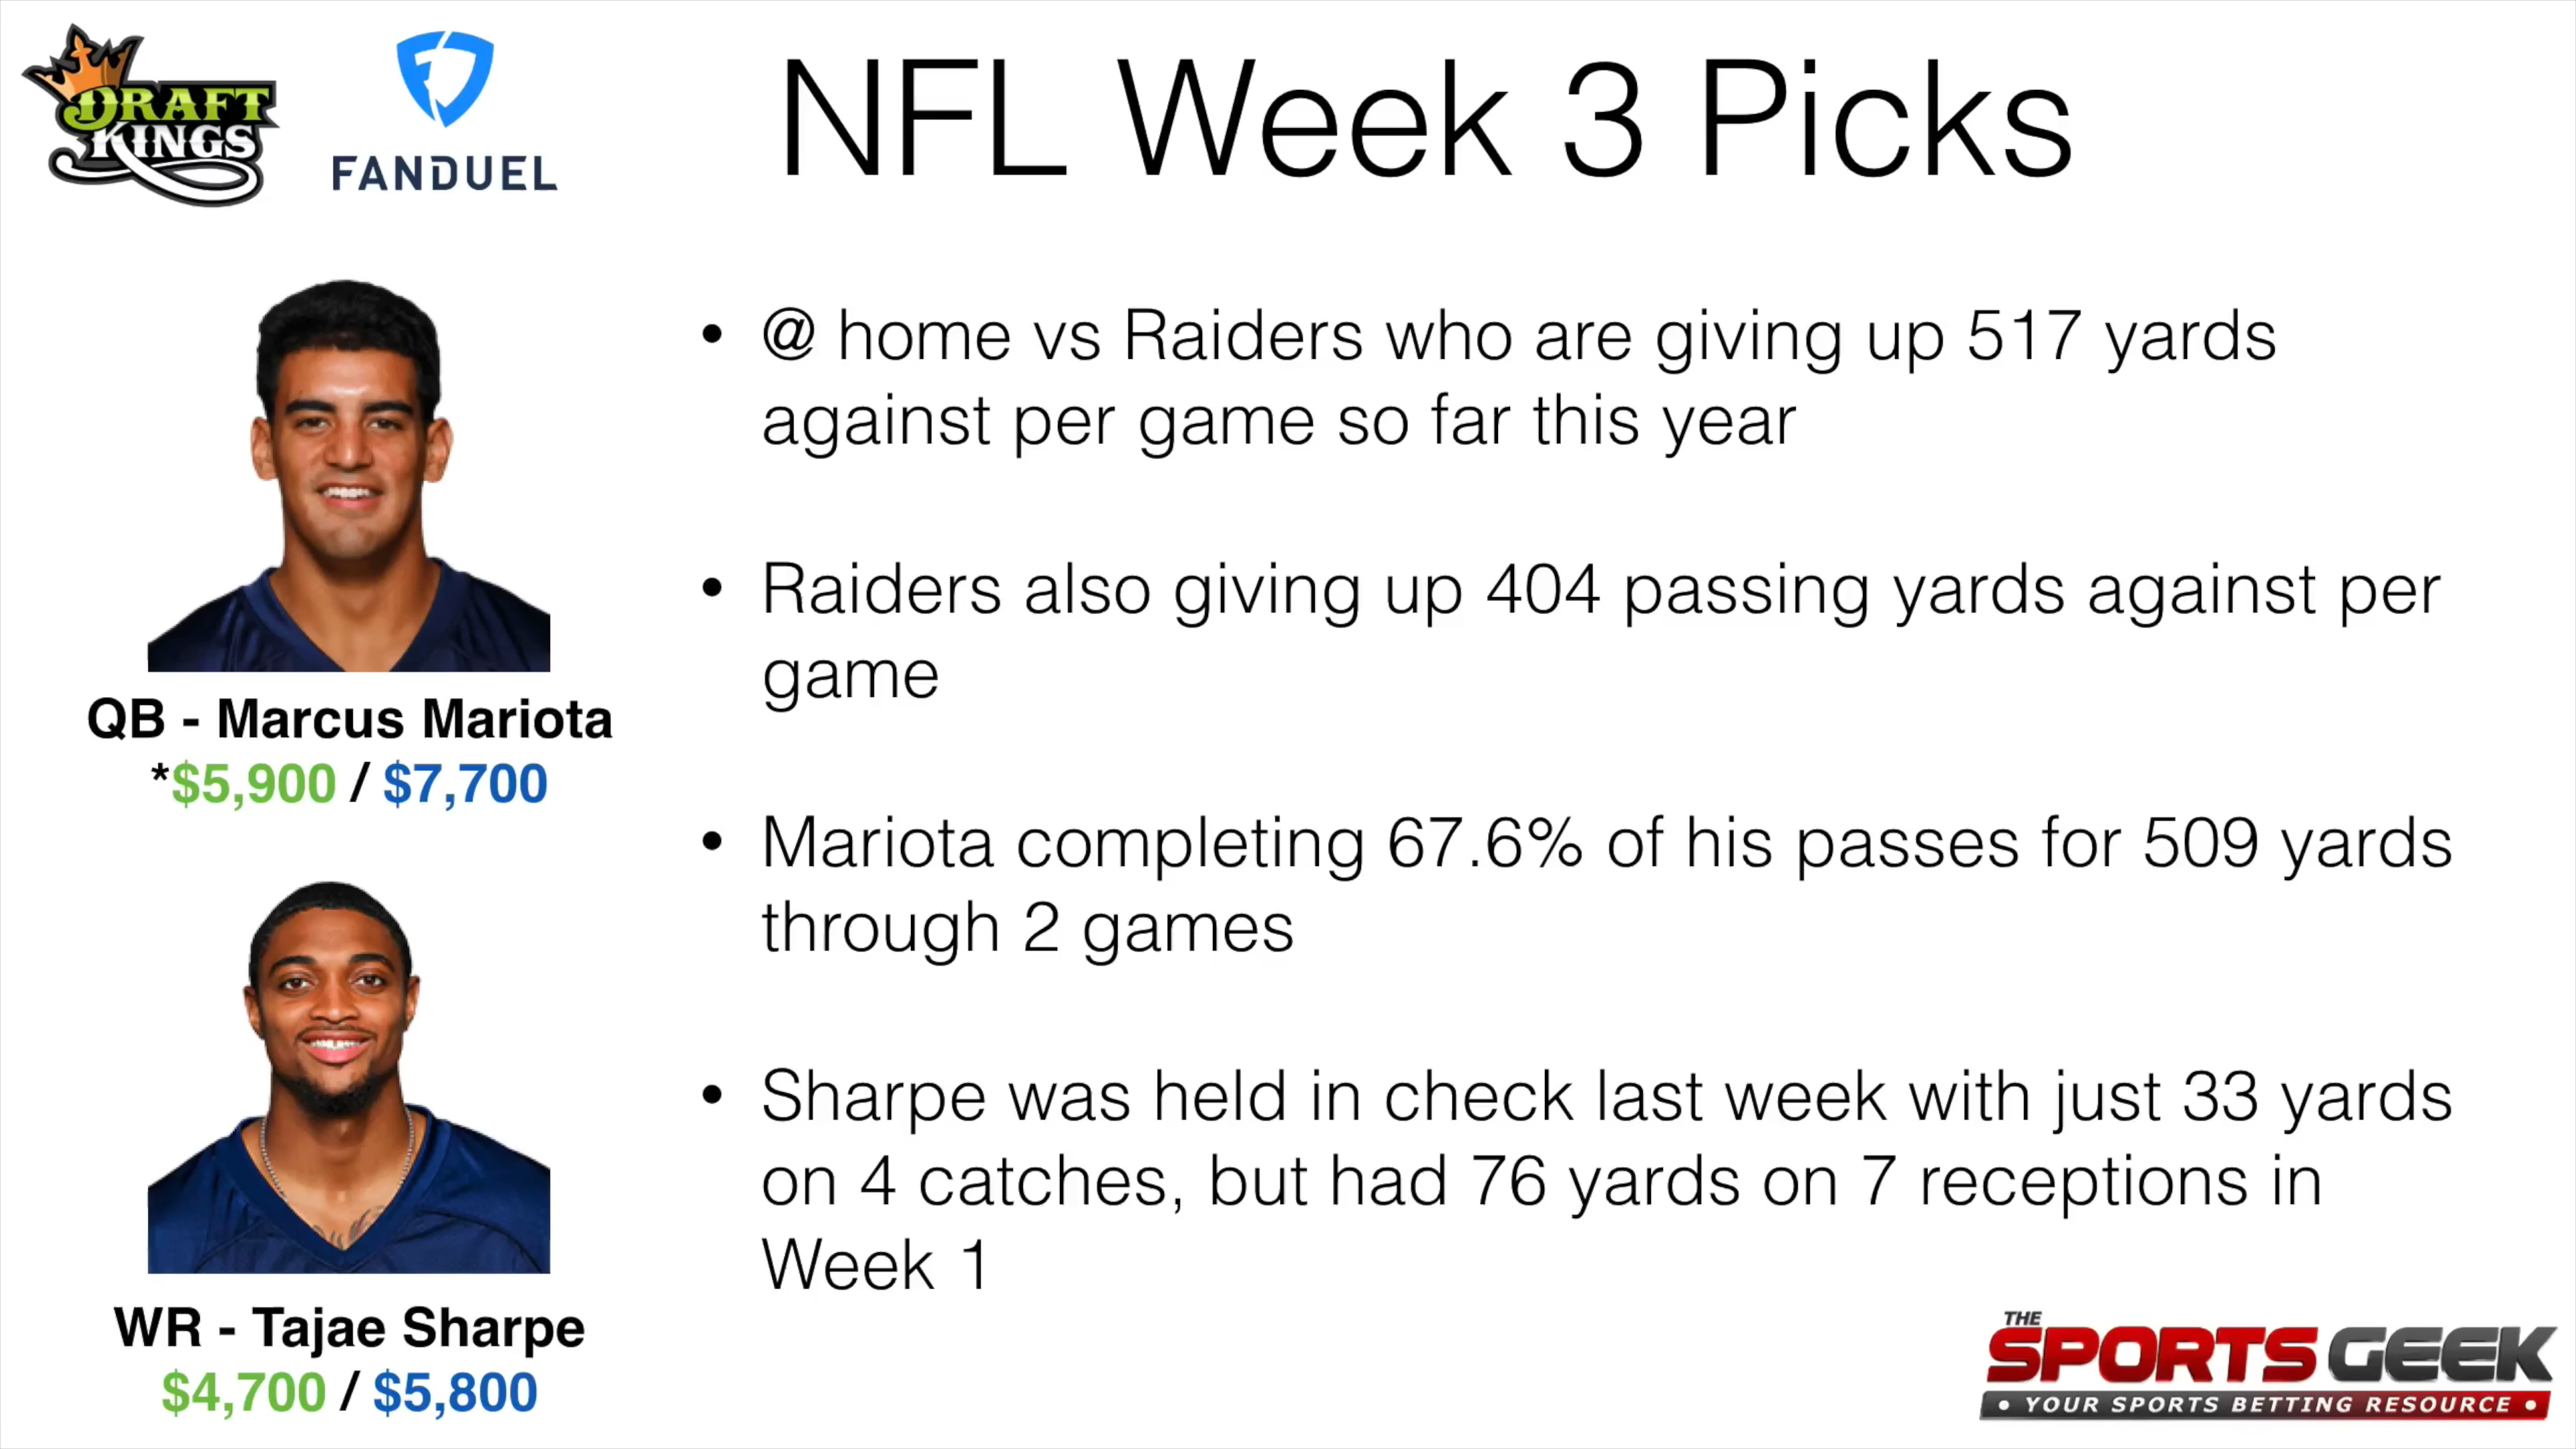 DRAFT
KINGS
FANDUEL
NFL Week 3 Picks
QB - Marcus Mariota
*$5,900 / $7,700
WR - Tajae Sharpe
$4,700 / $5,800
• @ home vs Raiders who are giving up 517 yards
against per game so far this year
• Raiders also giving up 404 passing yards against per
game
• Mariota completing 67.6% of his passes for 509 yards
through 2 games
• Sharpe was held in check last week with just 33 yards
on 4 catches, but had 76 yards on 7 receptions in
Week 1
THE
SPORTS GEEK
• YOUR SPORTS BETTING RESOURCE •